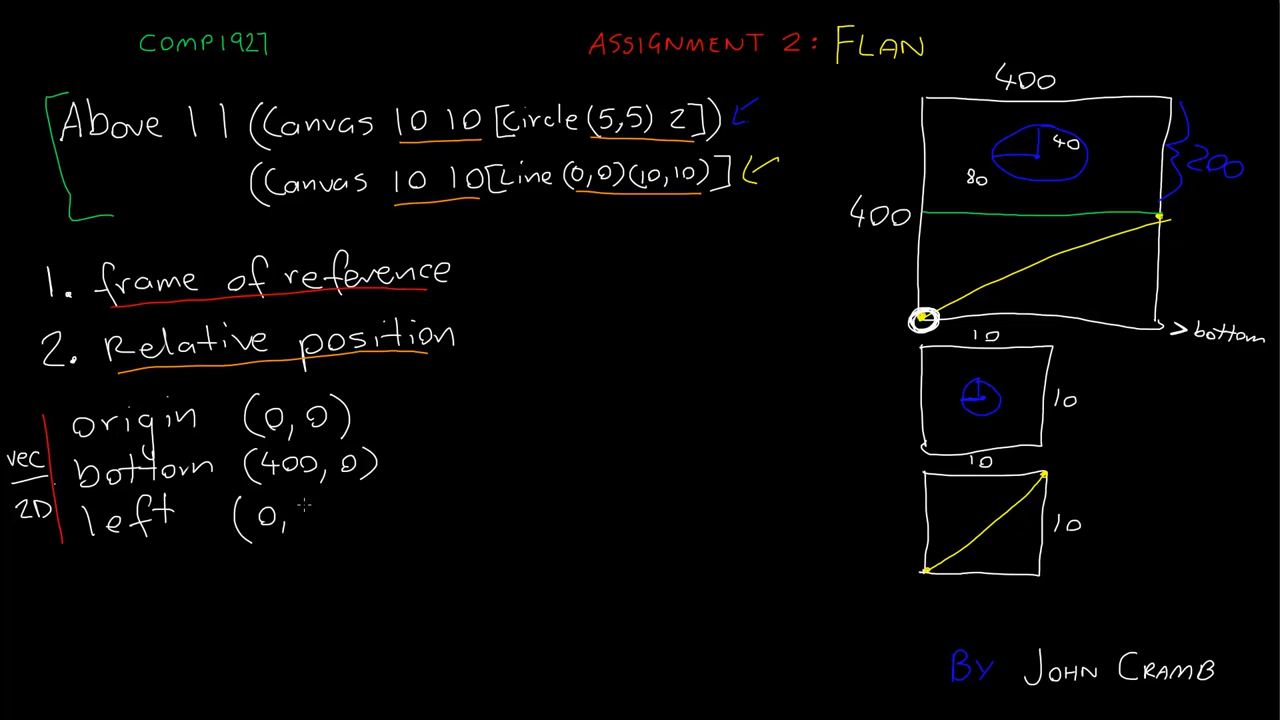 COMP1927
ASSIGNMENT 2: FLAN
Above 1 1 (Canvas 10 10 [Circle (5,5) 2])
(Canvas 10 10 [Line (0,0)(10,10)]
1. frame of reference
2. Relative position
origin (0,0)
bottom (400, 0)
left (0,
vec
2D
400
40
80
200
400
> bottom
10
10
10
10
BY JOHN CRAMB